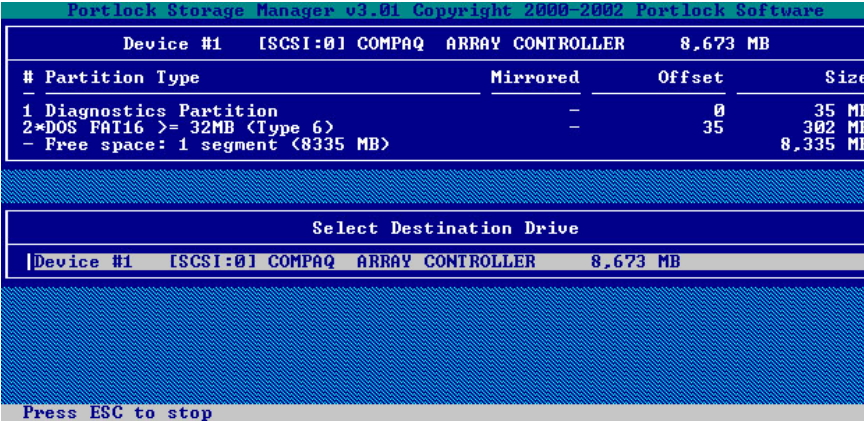 Portlock Storage Manager v3.01 Copyright 2000-2002 Portlock Software
Device #1 [SCSI:0] COMPAQ ARRAY CONTROLLER 8,673 MB
# Partition Type Mirrored Offset Size
1 Diagnostics Partition - 0 35 MB
2*DOS FAT16 >= 32MB (Type 6) - 35 302 MB
- Free space: 1 segment (8335 MB) 8,335 MB
Select Destination Drive
Device #1 [SCSI:0] COMPAQ ARRAY CONTROLLER 8,673 MB
Press ESC to stop